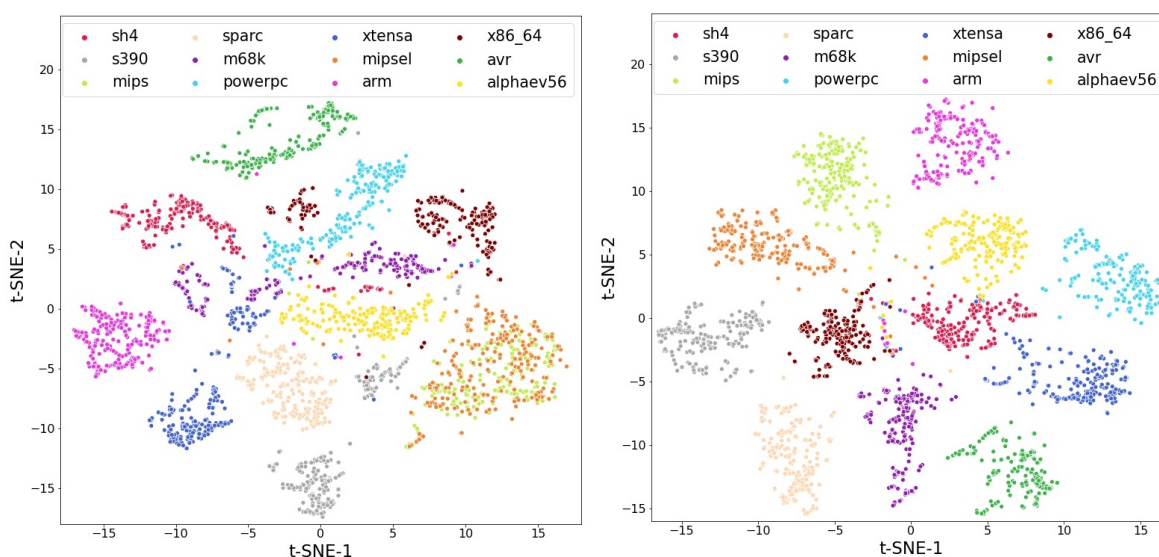 sh4 sparc xtensa x86_64
s390 m68k mipsel avr
mips powerpc arm alphaev56
20
15
10
5
0
−5
−10
−15
t-SNE-2
−15 −10 −5 0 5 10 15
t-SNE-1
sh4 sparc xtensa x86_64
s390 m68k mipsel avr
mips powerpc arm alphaev56
20
15
10
5
0
−5
−10
−15
t-SNE-2
−15 −10 −5 0 5 10 15
t-SNE-1